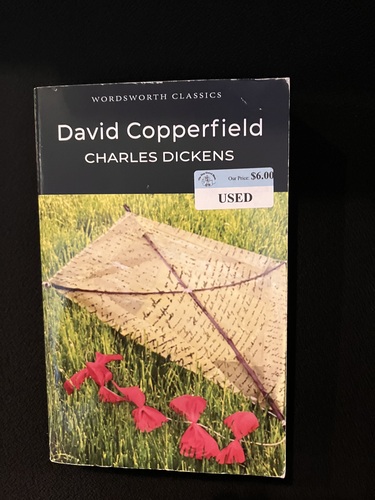 WORDSWORTH CLASSICS
David Copperfield
CHARLES DICKENS
Our Price: $6.00
USED